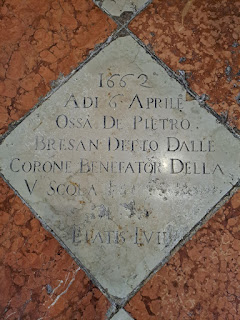 1662
ADI 6 APRILE
OSSA DE PIETRO
BRESAN DETTO DALLE
CORONE BENEFATOR DELLA
V SCOLA
ETATIS LVII